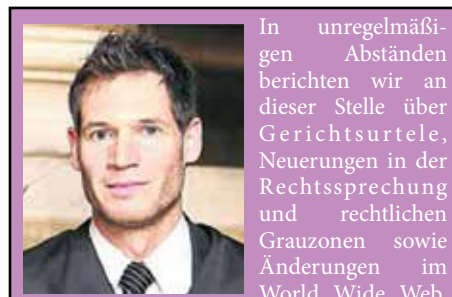 In unregelmäßi-
gen Abständen
berichten wir an
dieser Stelle über
Gerichtsurtele,
Neuerungen in der
Rechtssprechung
und rechtlichen
Grauzonen sowie
Änderungen im
World Wide Web.